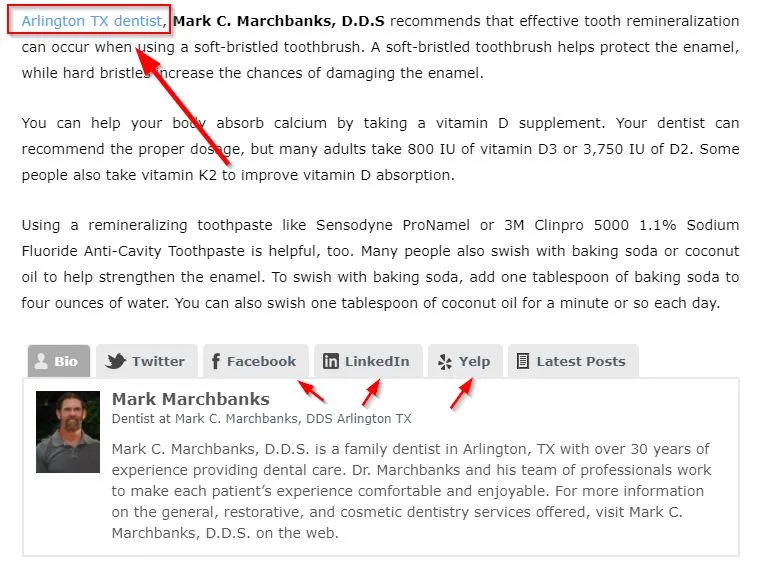 Arlington TX dentist, Mark C. Marchbanks, D.D.S recommends that effective tooth remineralization
can occur when using a soft-bristled toothbrush. A soft-bristled toothbrush helps protect the enamel,
while hard bristles increase the chances of damaging the enamel.
You can help your body absorb calcium by taking a vitamin D supplement. Your dentist can
recommend the proper dosage, but many adults take 800 IU of vitamin D3 or 3,750 IU of D2. Some
people also take vitamin K2 to improve vitamin D absorption.
Using a remineralizing toothpaste like Sensodyne ProNamel or 3M Clinpro 5000 1.1% Sodium
Fluoride Anti-Cavity Toothpaste is helpful, too. Many people also swish with baking soda or coconut
oil to help strengthen the enamel. To swish with baking soda, add one tablespoon of baking soda to
four ounces of water. You can also swish one tablespoon of coconut oil for a minute or so each day.
Bio Twitter Facebook LinkedIn Yelp Latest Posts
Mark Marchbanks
Dentist at Mark C. Marchbanks, DDS Arlington TX
Mark C. Marchbanks, D.D.S. is a family dentist in Arlington, TX with over 30 years of
experience providing dental care. Dr. Marchbanks and his team of professionals work
to make each patient’s experience comfortable and enjoyable. For more information
on the general, restorative, and cosmetic dentistry services offered, visit Mark C.
Marchbanks, D.D.S. on the web.